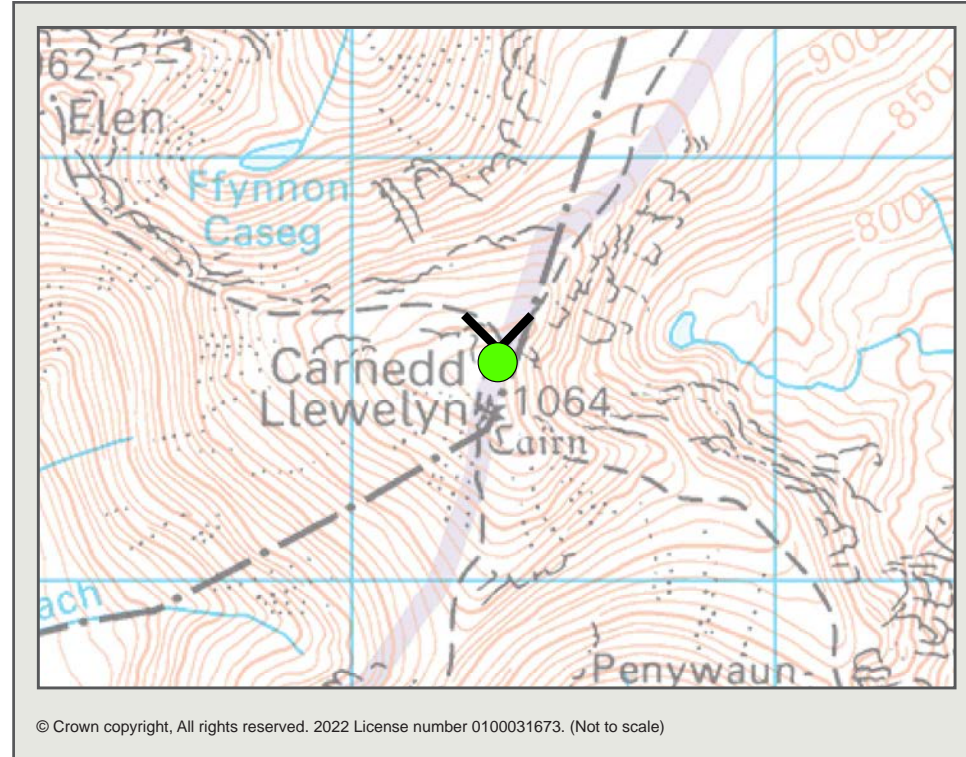 62
Elen
Ffynnon
Caseg
900
850
800
Carnedd
Llewelyn
1064
Cairn
ach
Penywaun
© Crown copyright, All rights reserved. 2022 License number 0100031673. (Not to scale)